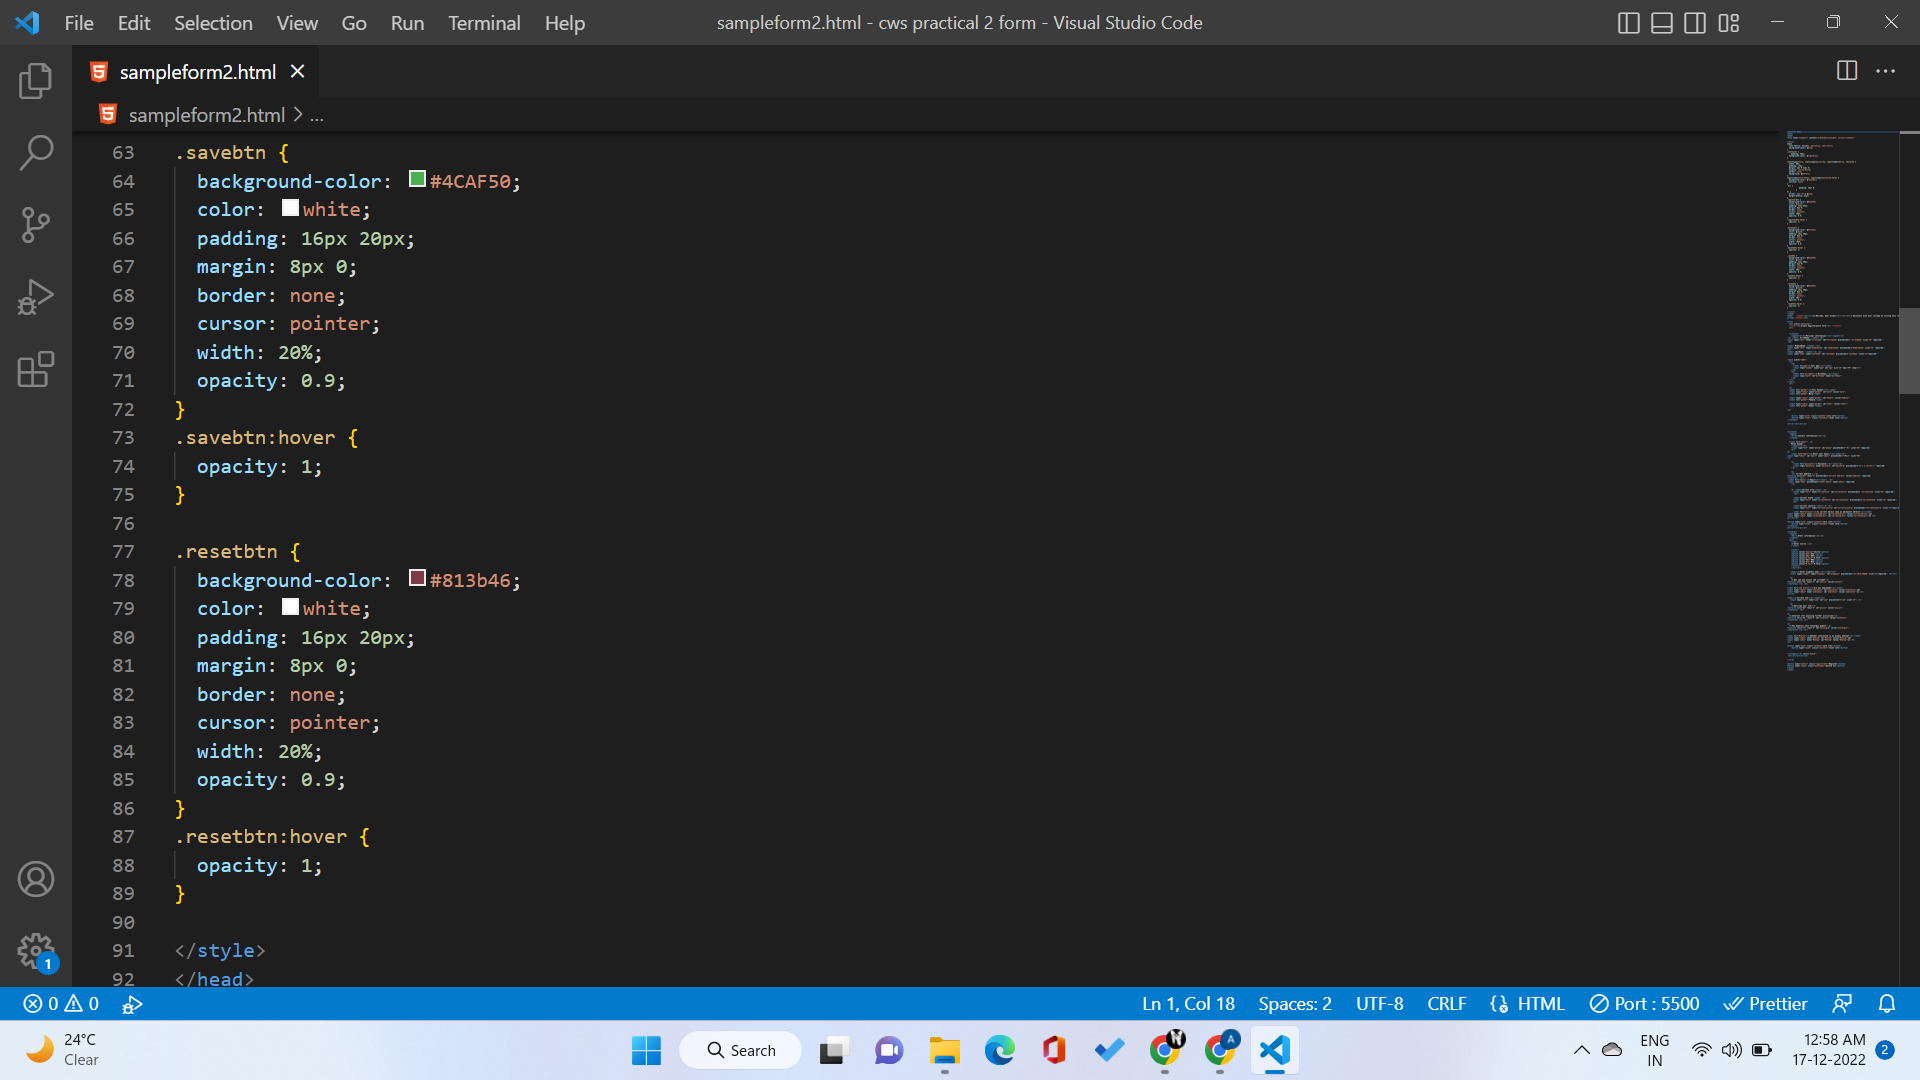 File Edit Selection View Go Run Terminal Help sampleform2.html - cws practical 2 form - Visual Studio Code
sampleform2.html
sampleform2.html > ...
63 .savebtn {
64 background-color: #4CAF50;
65 color: white;
66 padding: 16px 20px;
67 margin: 8px 0;
68 border: none;
69 cursor: pointer;
70 width: 20%;
71 opacity: 0.9;
72 }
73 .savebtn:hover {
74 opacity: 1;
75 }
76
77 .resetbtn {
78 background-color: #813b46;
79 color: white;
80 padding: 16px 20px;
81 margin: 8px 0;
82 border: none;
83 cursor: pointer;
84 width: 20%;
85 opacity: 0.9;
86 }
87 .resetbtn:hover {
88 opacity: 1;
89 }
90
91 </style>
92 </head>
1
0 0 Ln 1, Col 18 Spaces: 2 UTF-8 CRLF HTML Port : 5500 Prettier
24°C
Clear
Search
ENG
IN
12:58 AM
17-12-2022
2